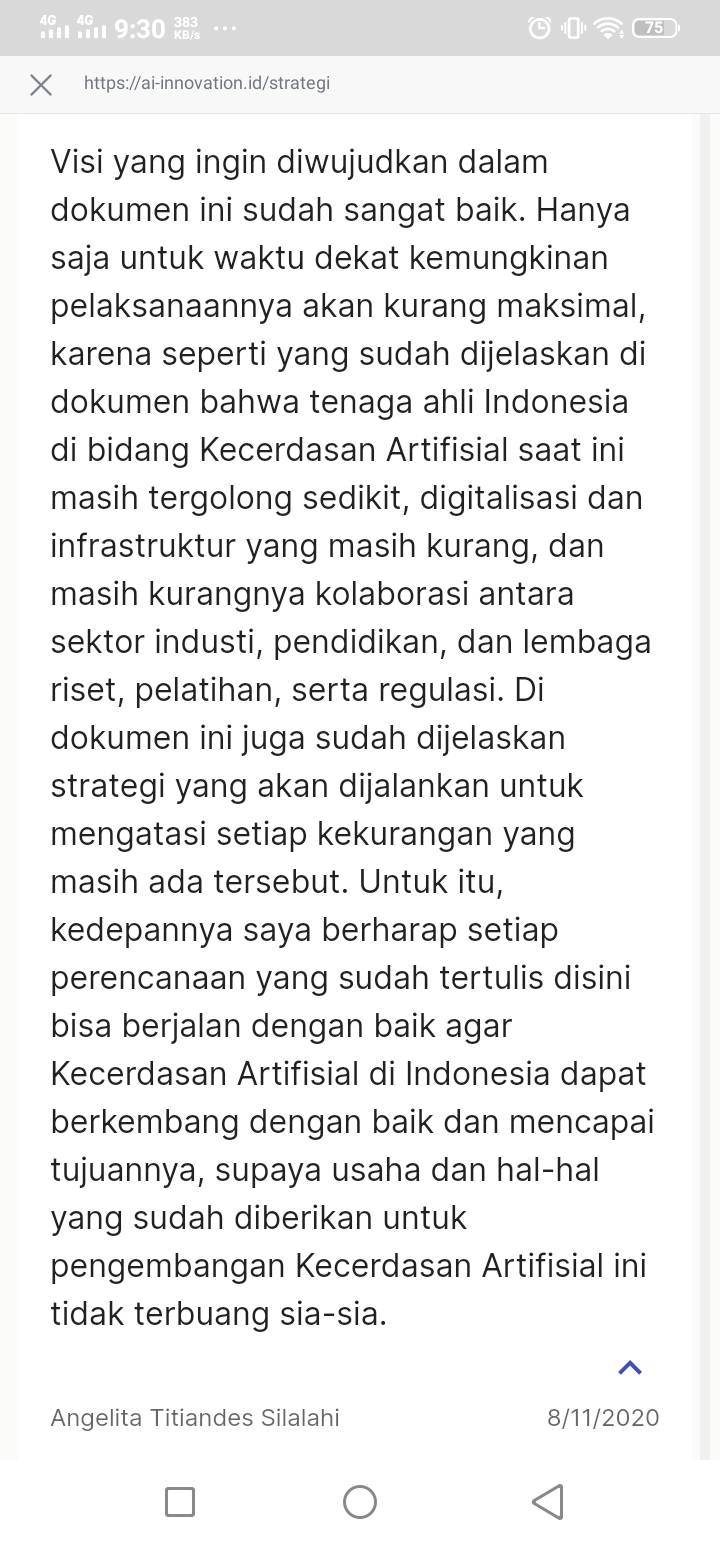 4G 4G 9:30 383 KB/s ... 75
https://ai-innovation.id/strategi
Visi yang ingin diwujudkan dalam
dokumen ini sudah sangat baik. Hanya
saja untuk waktu dekat kemungkinan
pelaksanaannya akan kurang maksimal,
karena seperti yang sudah dijelaskan di
dokumen bahwa tenaga ahli Indonesia
di bidang Kecerdasan Artifisial saat ini
masih tergolong sedikit, digitalisasi dan
infrastruktur yang masih kurang, dan
masih kurangnya kolaborasi antara
sektor industi, pendidikan, dan lembaga
riset, pelatihan, serta regulasi. Di
dokumen ini juga sudah dijelaskan
strategi yang akan dijalankan untuk
mengatasi setiap kekurangan yang
masih ada tersebut. Untuk itu,
kedepannya saya berharap setiap
perencanaan yang sudah tertulis disini
bisa berjalan dengan baik agar
Kecerdasan Artifisial di Indonesia dapat
berkembang dengan baik dan mencapai
tujuannya, supaya usaha dan hal-hal
yang sudah diberikan untuk
pengembangan Kecerdasan Artifisial ini
tidak terbuang sia-sia.
Angelita Titiandes Silalahi 8/11/2020